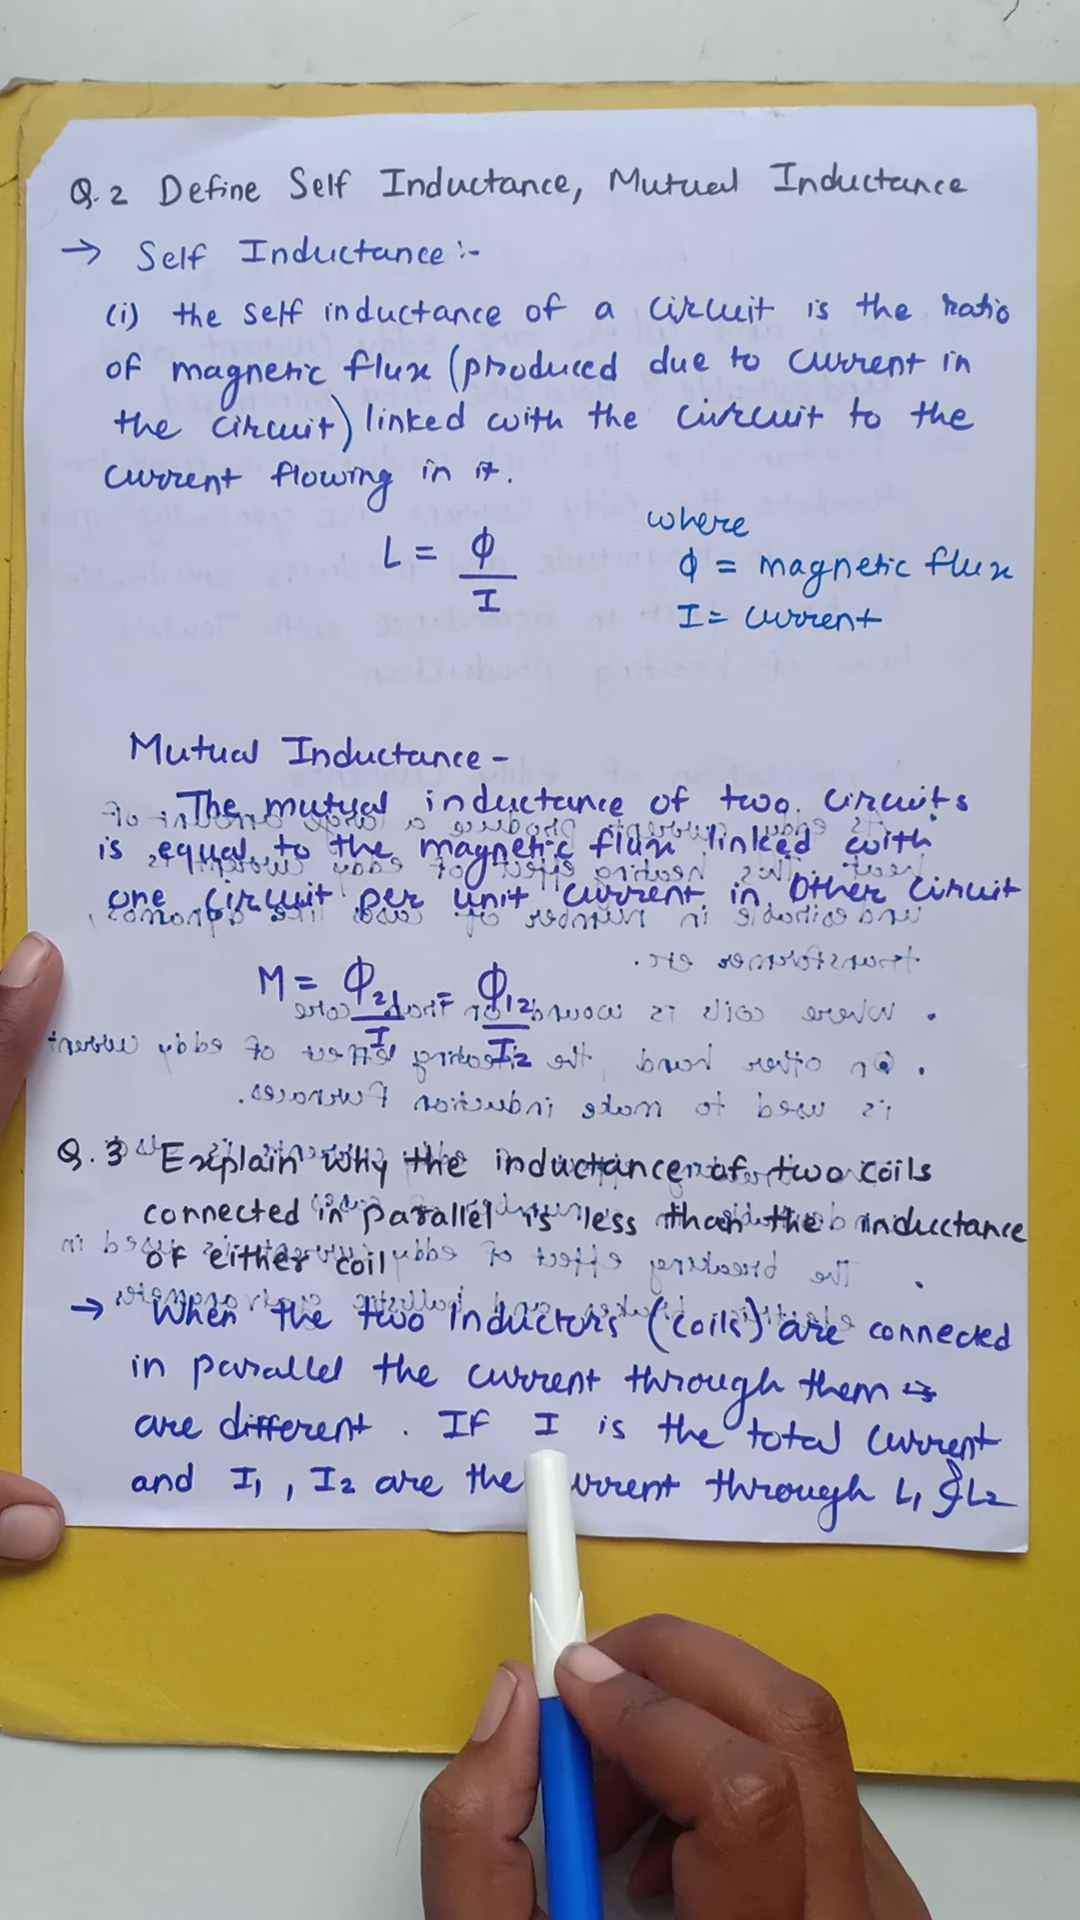 Q.2 Define Self Inductance, Mutual Inductance
→ Self Inductance :-
(i) the self inductance of a circuit is the ratio
of magnetic flux (produced due to current in
the circuit) linked with the circuit to the
current flowing in it.
L = Φ / I
where
Φ = magnetic flux
I = current
Mutual Inductance -
The mutual inductance of two circuits
is equal to the magnetic flux linked with
one circuit per unit current in other circuit
M = Φ21 / I1 = Φ12 / I2
Q.3 Explain why the inductance of two coils
connected in parallel is less than the inductance
of either coil
→ When the two inductors (coils) are connected
in parallel the current through them
are different. If I is the total current
and I1, I2 are the current through L1 & L2